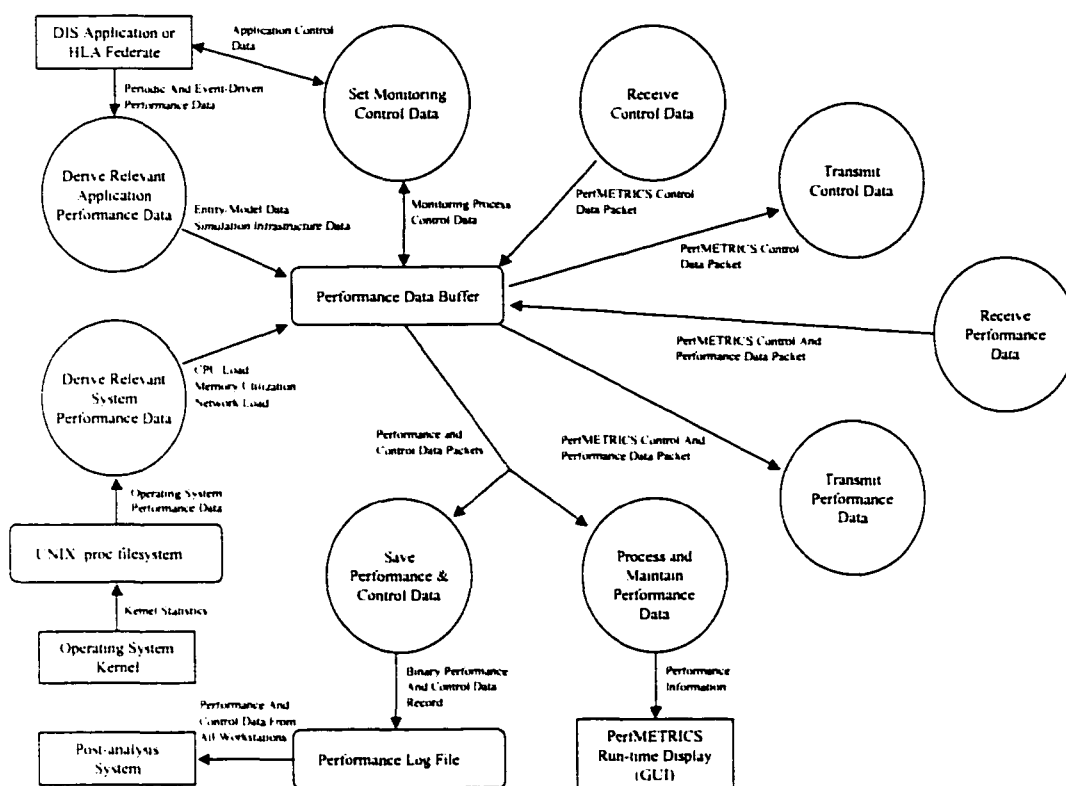 DIS Application or
HLA Federate
Application Control
Data
Set Monitoring
Control Data
Receive
Control Data
Transmit
Control Data
Periodic And Event-Driven
Performance Data
Derive Relevant
Application
Performance Data
Entity-Model Data
Simulation Infrastructure Data
Monitoring Process
Control Data
PerfMETRICS Control
Data Packet
PerfMETRICS Control
Data Packet
Performance Data Buffer
Receive
Performance
Data
PerfMETRICS Control And
Performance Data Packet
Derive Relevant
System
Performance Data
CPU Load
Memory Utilization
Network Load
Performance and
Control Data Packets
PerfMETRICS Control And
Performance Data Packet
Transmit
Performance
Data
Operating System
Performance Data
UNIX proc filesystem
Kernel Statistics
Operating System
Kernel
Save
Performance &
Control Data
Process and
Maintain
Performance
Data
Binary Performance
And Control Data
Record
Performance
Information
Performance And
Control Data From
All Workstations
Post-analysis
System
Performance Log File
PerfMETRICS
Run-time Display
(GUI)